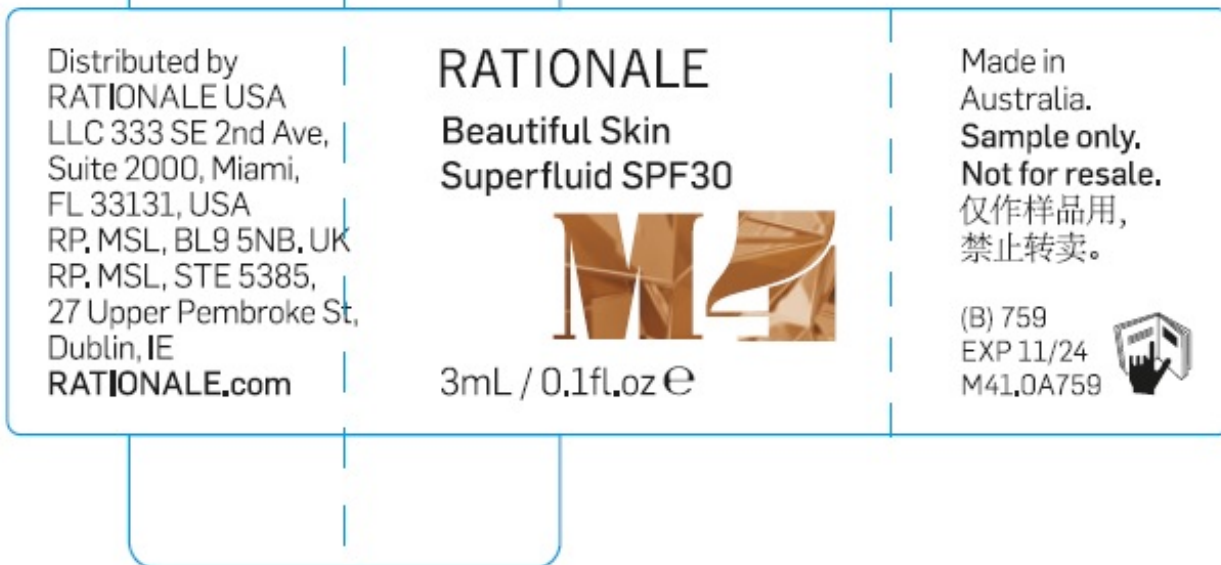 Distributed by
RATIONALE USA
LLC 333 SE 2nd Ave,
Suite 2000, Miami,
FL 33131, USA
RP. MSL, BL9 5NB. UK
RP. MSL, STE 5385,
27 Upper Pembroke St,
Dublin, IE
RATIONALE.com
RATIONALE
Beautiful Skin
Superfluid SPF30
M4
3mL / 0.1fl.oz ℮
Made in
Australia.
Sample only.
Not for resale.
仅作样品用，
禁止转卖。
(B) 759
EXP 11/24
M41.0A759